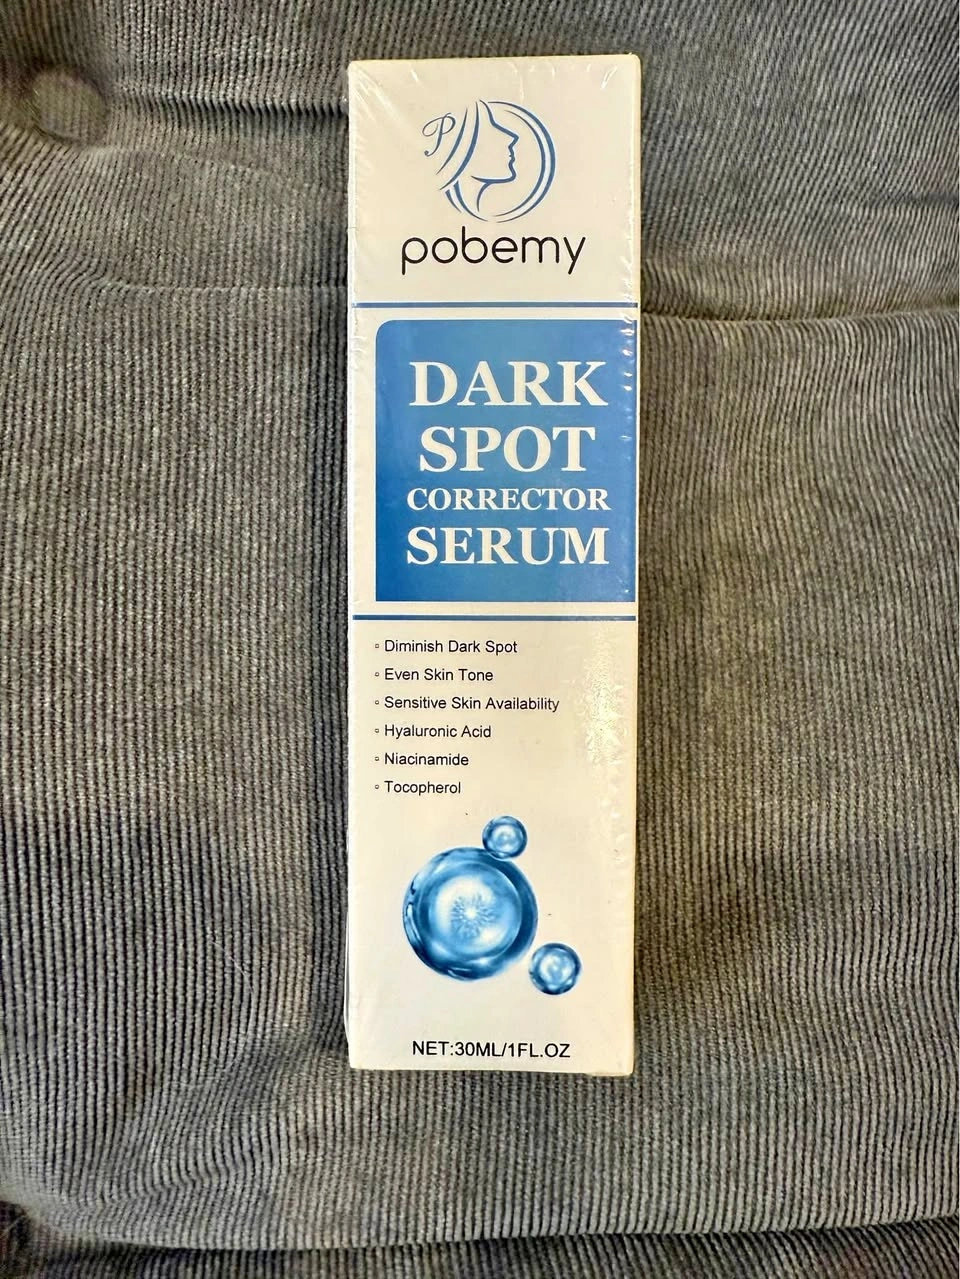 P
pobemy
DARK
SPOT
CORRECTOR
SERUM
▫ Diminish Dark Spot
▫ Even Skin Tone
▫ Sensitive Skin Availability
▫ Hyaluronic Acid
▫ Niacinamide
▫ Tocopherol
NET:30ML/1FL.OZ